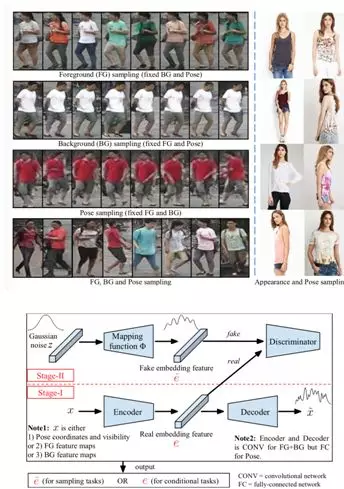 Foreground (FG) sampling (fixed BG and Pose)
Background (BG) sampling (fixed FG and Pose)
Pose sampling (fixed FG and BG)
FG, BG and Pose sampling
Appearance and Pose samplin
Gaussian
noise z
Mapping
function Φ
fake
Discriminator
Fake embedding feature
ẽ
real
Stage-II
Stage-I
x
Encoder
Decoder
x̂
Real embedding feature
e
Note1: x is either
1) Pose coordinates and visibility
or 2) FG feature maps
or 3) BG feature maps
Note2: Encoder and Decoder
is CONV for FG+BG but FC
for Pose.
output
ẽ (for sampling tasks) OR e (for conditional tasks)
CONV = convolutional network
FC = fully-connected network